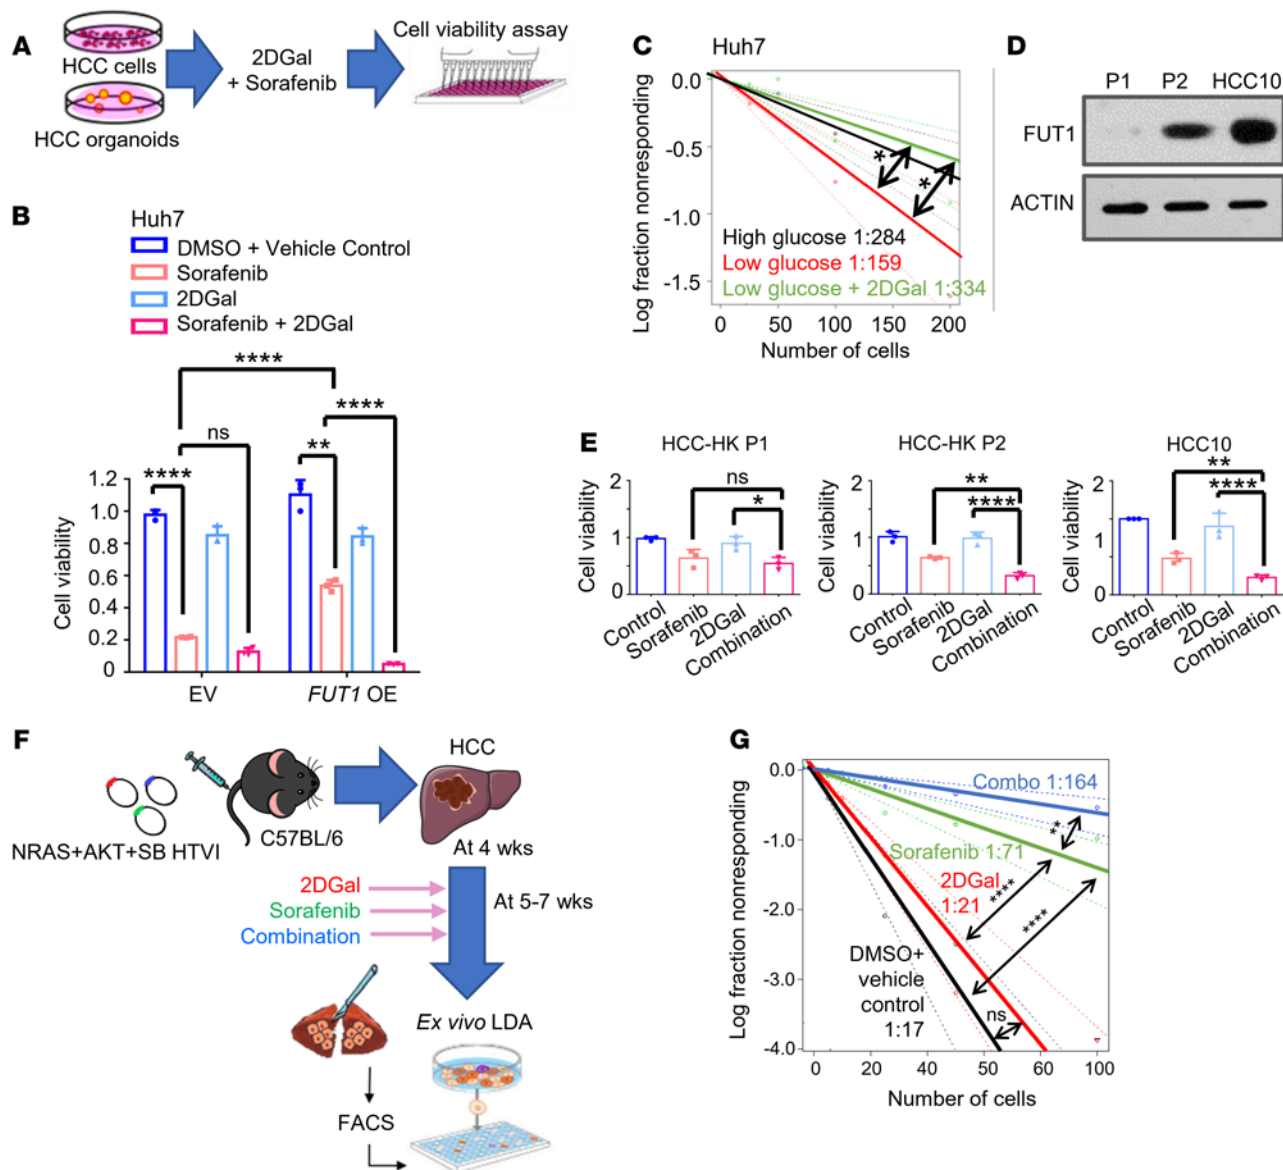 A
HCC cells
HCC organoids
2DGal
+ Sorafenib
Cell viability assay
B
Huh7
DMSO + Vehicle Control
Sorafenib
2DGal
Sorafenib + 2DGal
****
ns
****
****
**
Cell viability
1.2
1.0
0.8
0.6
0.4
0.2
0
EV
FUT1 OE
C
Huh7
Log fraction nonresponding
0.0
-0.5
-1.0
-1.5
*
*
High glucose 1:284
Low glucose 1:159
Low glucose + 2DGal 1:334
0 50 100 150 200
Number of cells
D
P1 P2 HCC10
FUT1
ACTIN
E
HCC-HK P1
Cell viability
2
1
0
ns
*
Control
Sorafenib
2DGal
Combination
HCC-HK P2
Cell viability
2
1
0
**
****
Control
Sorafenib
2DGal
Combination
HCC10
Cell viability
2
1
0
**
****
Control
Sorafenib
2DGal
Combination
F
NRAS+AKT+SB HTVI
C57BL/6
HCC
At 4 wks
2DGal
Sorafenib
Combination
At 5-7 wks
Ex vivo LDA
FACS
G
Log fraction nonresponding
0.0
-1.0
-2.0
-3.0
-4.0
Combo 1:164
**
Sorafenib 1:71
2DGal
1:21
****
****
DMSO+
vehicle
control
1:17
ns
0 20 40 50 60 100
Number of cells